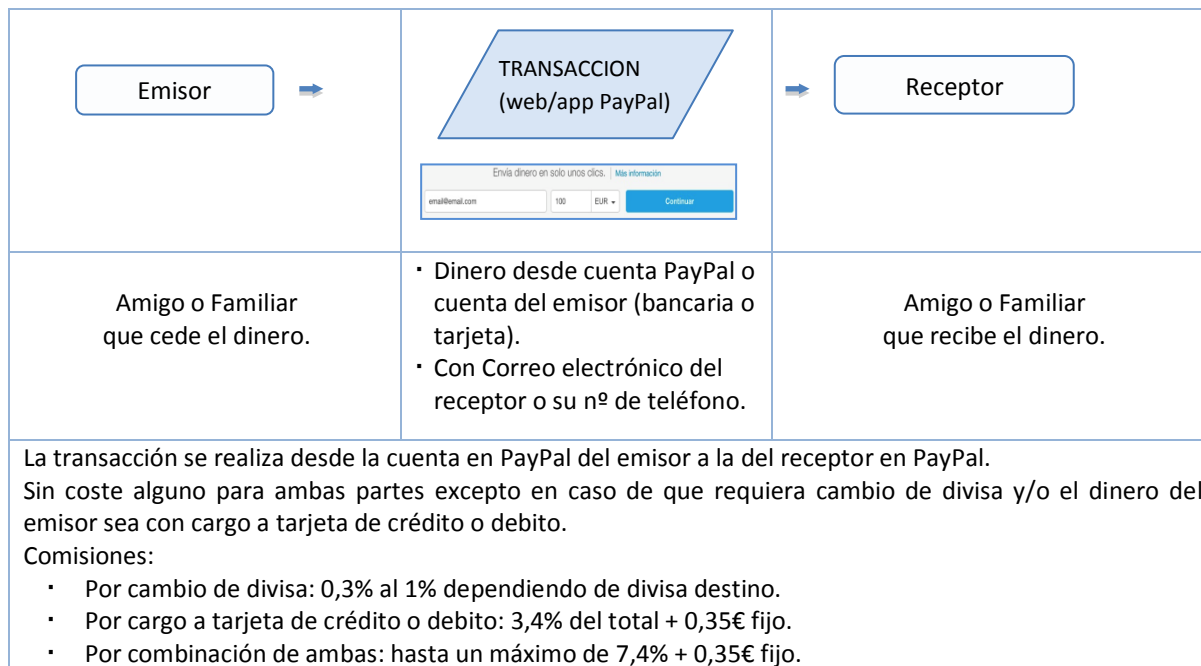 Emisor
TRANSACCION
(web/app PayPal)
Receptor
Envía dinero en solo unos clics. | Más información
email@email.com 100 EUR Continuar
Amigo o Familiar
que cede el dinero.
· Dinero desde cuenta PayPal o
cuenta del emisor (bancaria o
tarjeta).
· Con Correo electrónico del
receptor o su nº de teléfono.
Amigo o Familiar
que recibe el dinero.
La transacción se realiza desde la cuenta en PayPal del emisor a la del receptor en PayPal.
Sin coste alguno para ambas partes excepto en caso de que requiera cambio de divisa y/o el dinero del
emisor sea con cargo a tarjeta de crédito o debito.
Comisiones:
· Por cambio de divisa: 0,3% al 1% dependiendo de divisa destino.
· Por cargo a tarjeta de crédito o debito: 3,4% del total + 0,35€ fijo.
· Por combinación de ambas: hasta un máximo de 7,4% + 0,35€ fijo.